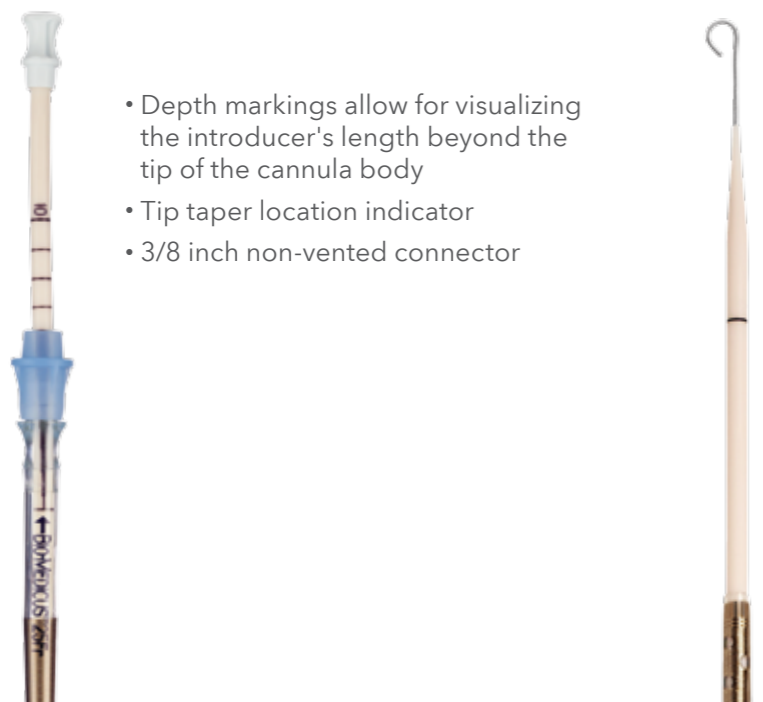 • Depth markings allow for visualizing
the introducer's length beyond the
tip of the cannula body
• Tip taper location indicator
• 3/8 inch non-vented connector
10
BIO-MEDICUS 25Fr